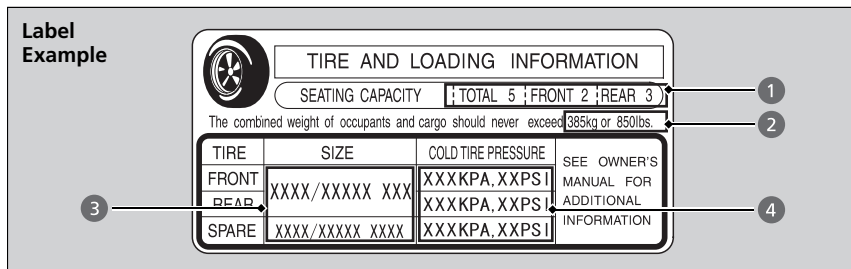 Label
Example
TIRE AND LOADING INFORMATION
SEATING CAPACITY TOTAL 5 FRONT 2 REAR 3
1
The combined weight of occupants and cargo should never exceed 385kg or 850lbs.
2
TIRE SIZE COLD TIRE PRESSURE SEE OWNER'S
MANUAL FOR
ADDITIONAL
INFORMATION
FRONT XXXX/XXXXX XXX XXXKPA,XXPSI
REAR XXXKPA,XXPSI
3
4
SPARE XXXX/XXXXX XXXX XXXKPA,XXPSI